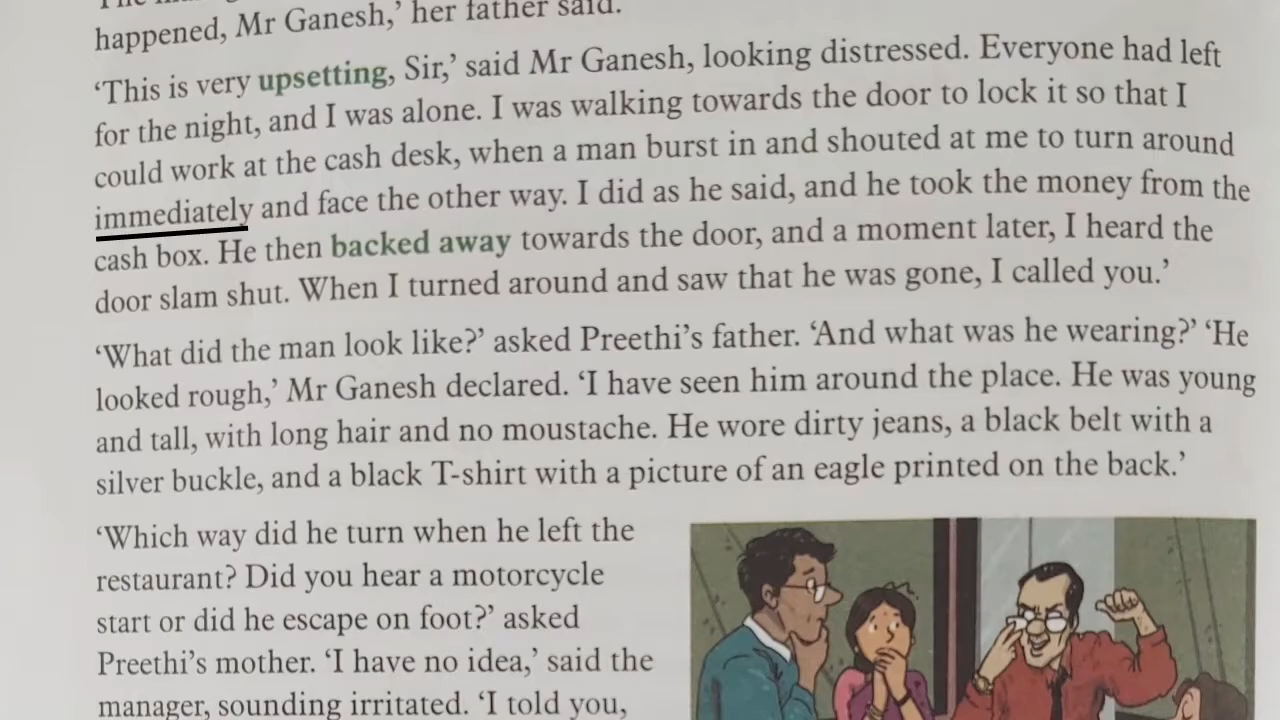 happened, Mr Ganesh,’ her father said.
‘This is very upsetting, Sir,’ said Mr Ganesh, looking distressed. Everyone had left
for the night, and I was alone. I was walking towards the door to lock it so that I
could work at the cash desk, when a man burst in and shouted at me to turn around
immediately and face the other way. I did as he said, and he took the money from the
cash box. He then backed away towards the door, and a moment later, I heard the
door slam shut. When I turned around and saw that he was gone, I called you.’
‘What did the man look like?’ asked Preethi’s father. ‘And what was he wearing?’ ‘He
looked rough,’ Mr Ganesh declared. ‘I have seen him around the place. He was young
and tall, with long hair and no moustache. He wore dirty jeans, a black belt with a
silver buckle, and a black T-shirt with a picture of an eagle printed on the back.’
‘Which way did he turn when he left the
restaurant? Did you hear a motorcycle
start or did he escape on foot?’ asked
Preethi’s mother. ‘I have no idea,’ said the
manager, sounding irritated. ‘I told you,